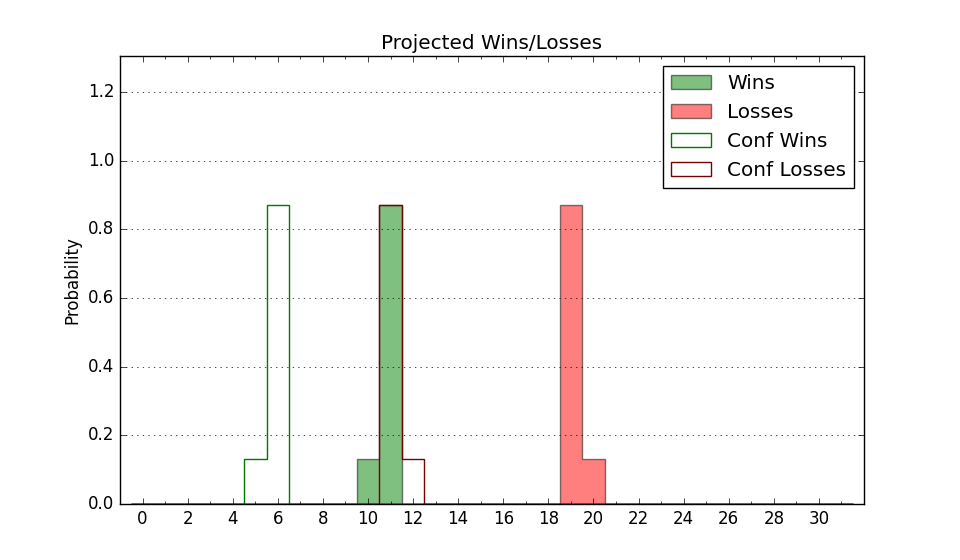 Projected Wins/Losses
Wins
Losses
Conf Wins
Conf Losses
Probability
1.2
1.0
0.8
0.6
0.4
0.2
0.0
0 2 4 6 8 10 12 14 16 18 20 22 24 26 28 30